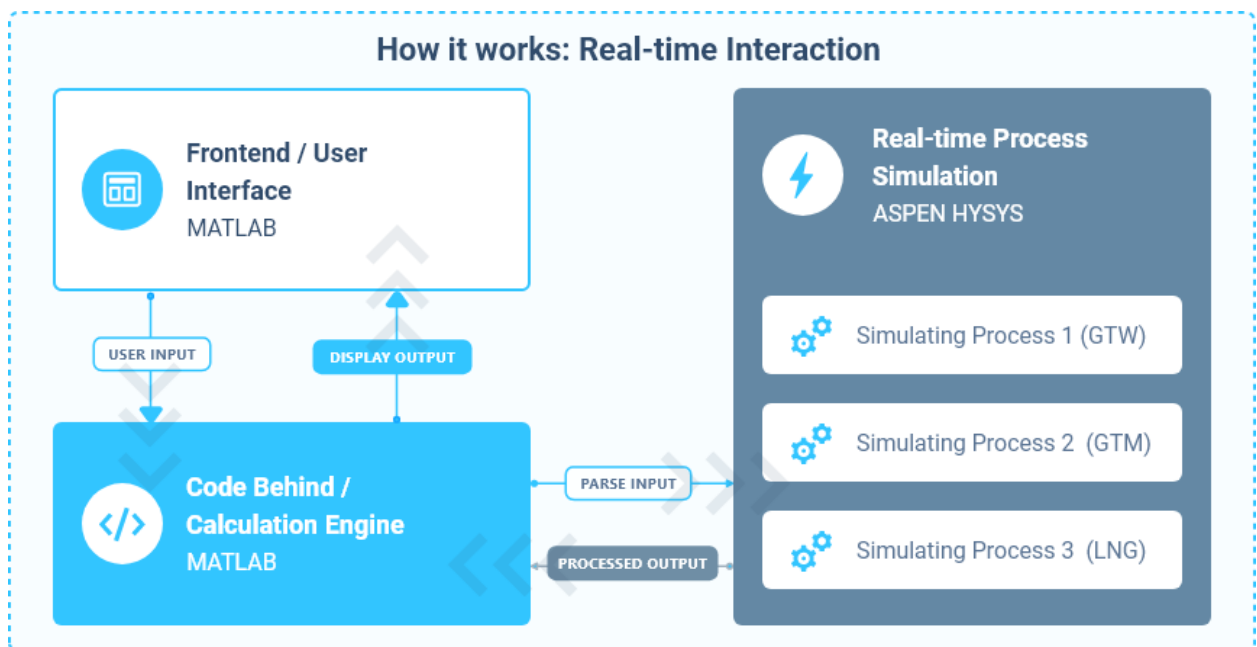 How it works: Real-time Interaction
Frontend / User
Interface
MATLAB
USER INPUT
DISPLAY OUTPUT
Code Behind /
Calculation Engine
MATLAB
PARSE INPUT
PROCESSED OUTPUT
Real-time Process
Simulation
ASPEN HYSYS
Simulating Process 1 (GTW)
Simulating Process 2 (GTM)
Simulating Process 3 (LNG)